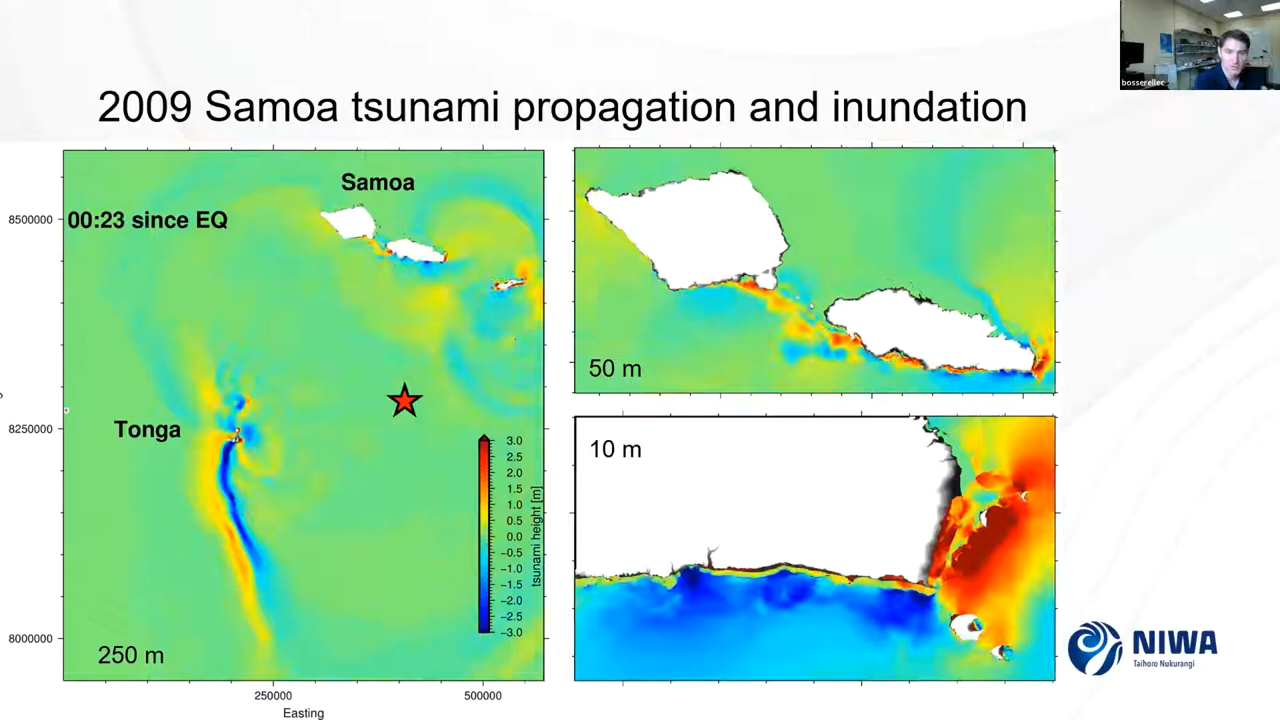 bosserellec
2009 Samoa tsunami propagation and inundation
Samoa
00:23 since EQ
Tonga
250 m
8500000
8250000
8000000
250000
500000
Easting
3.0
2.5
2.0
1.5
1.0
0.5
0.0
−0.5
−1.0
−1.5
−2.0
−2.5
−3.0
tsunami height [m]
50 m
10 m
NIWA
Taihoro Nukurangi